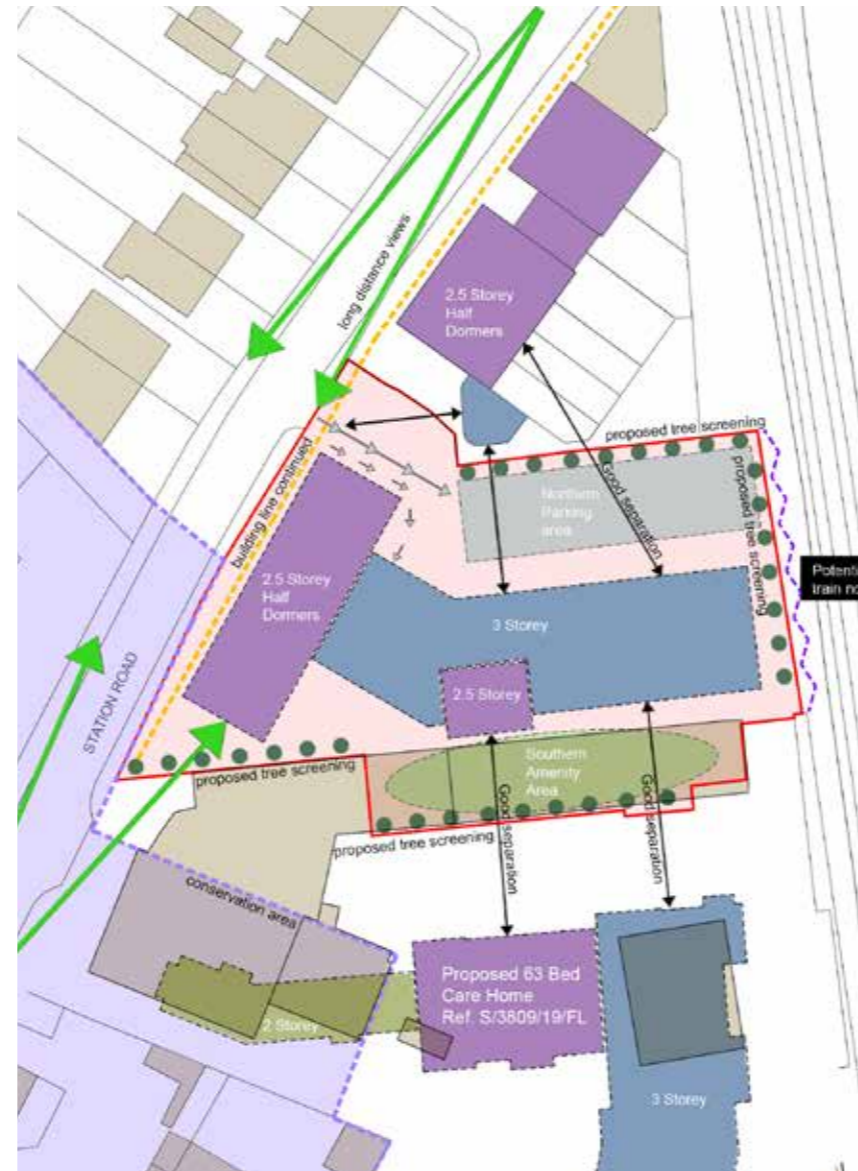 long distance views
2.5 Storey
Half
Dormers
proposed tree screening
building line continued
Northern
Parking
area
Good separation
proposed tree screening
2.5 Storey
Half
Dormers
3 Storey
2.5 Storey
STATION ROAD
proposed tree screening
Southern
Amenity
Area
Good separation
Good separation
proposed tree screening
conservation area
Proposed 63 Bed
Care Home
Ref. S/3809/19/FL
2 Storey
3 Storey